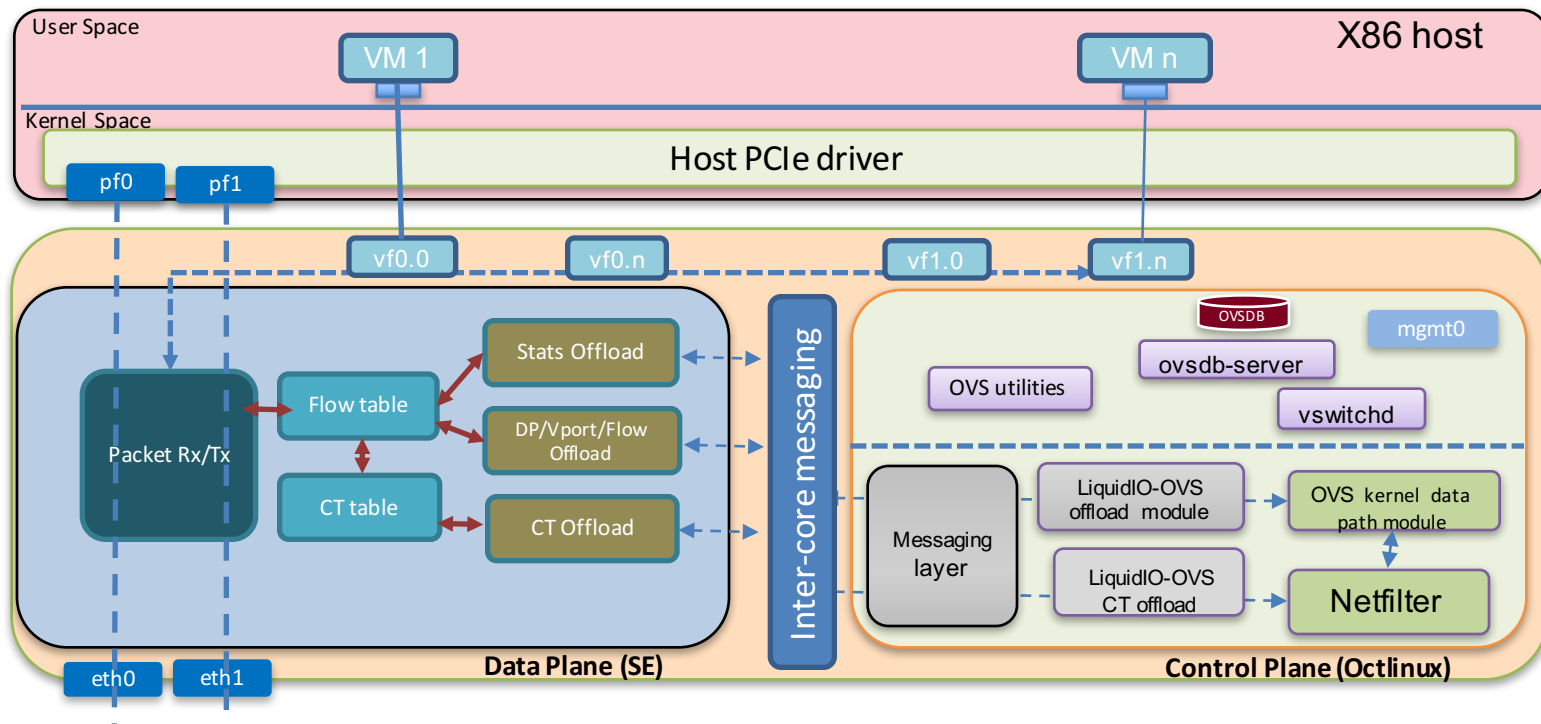 User Space
X86 host
VM 1
VM n
Kernel Space
Host PCIe driver
pf0
pf1
vf0.0
vf0.n
vf1.0
vf1.n
OVSDB
mgmt0
ovsdb-server
OVS utilities
vswitchd
Stats Offload
Flow table
DP/Vport/Flow
Offload
Packet Rx/Tx
CT table
CT Offload
Inter-core messaging
Messaging
layer
LiquidIO-OVS
offload module
OVS kernel data
path module
LiquidIO-OVS
CT offload
Netfilter
Data Plane (SE)
Control Plane (Octlinux)
eth0
eth1